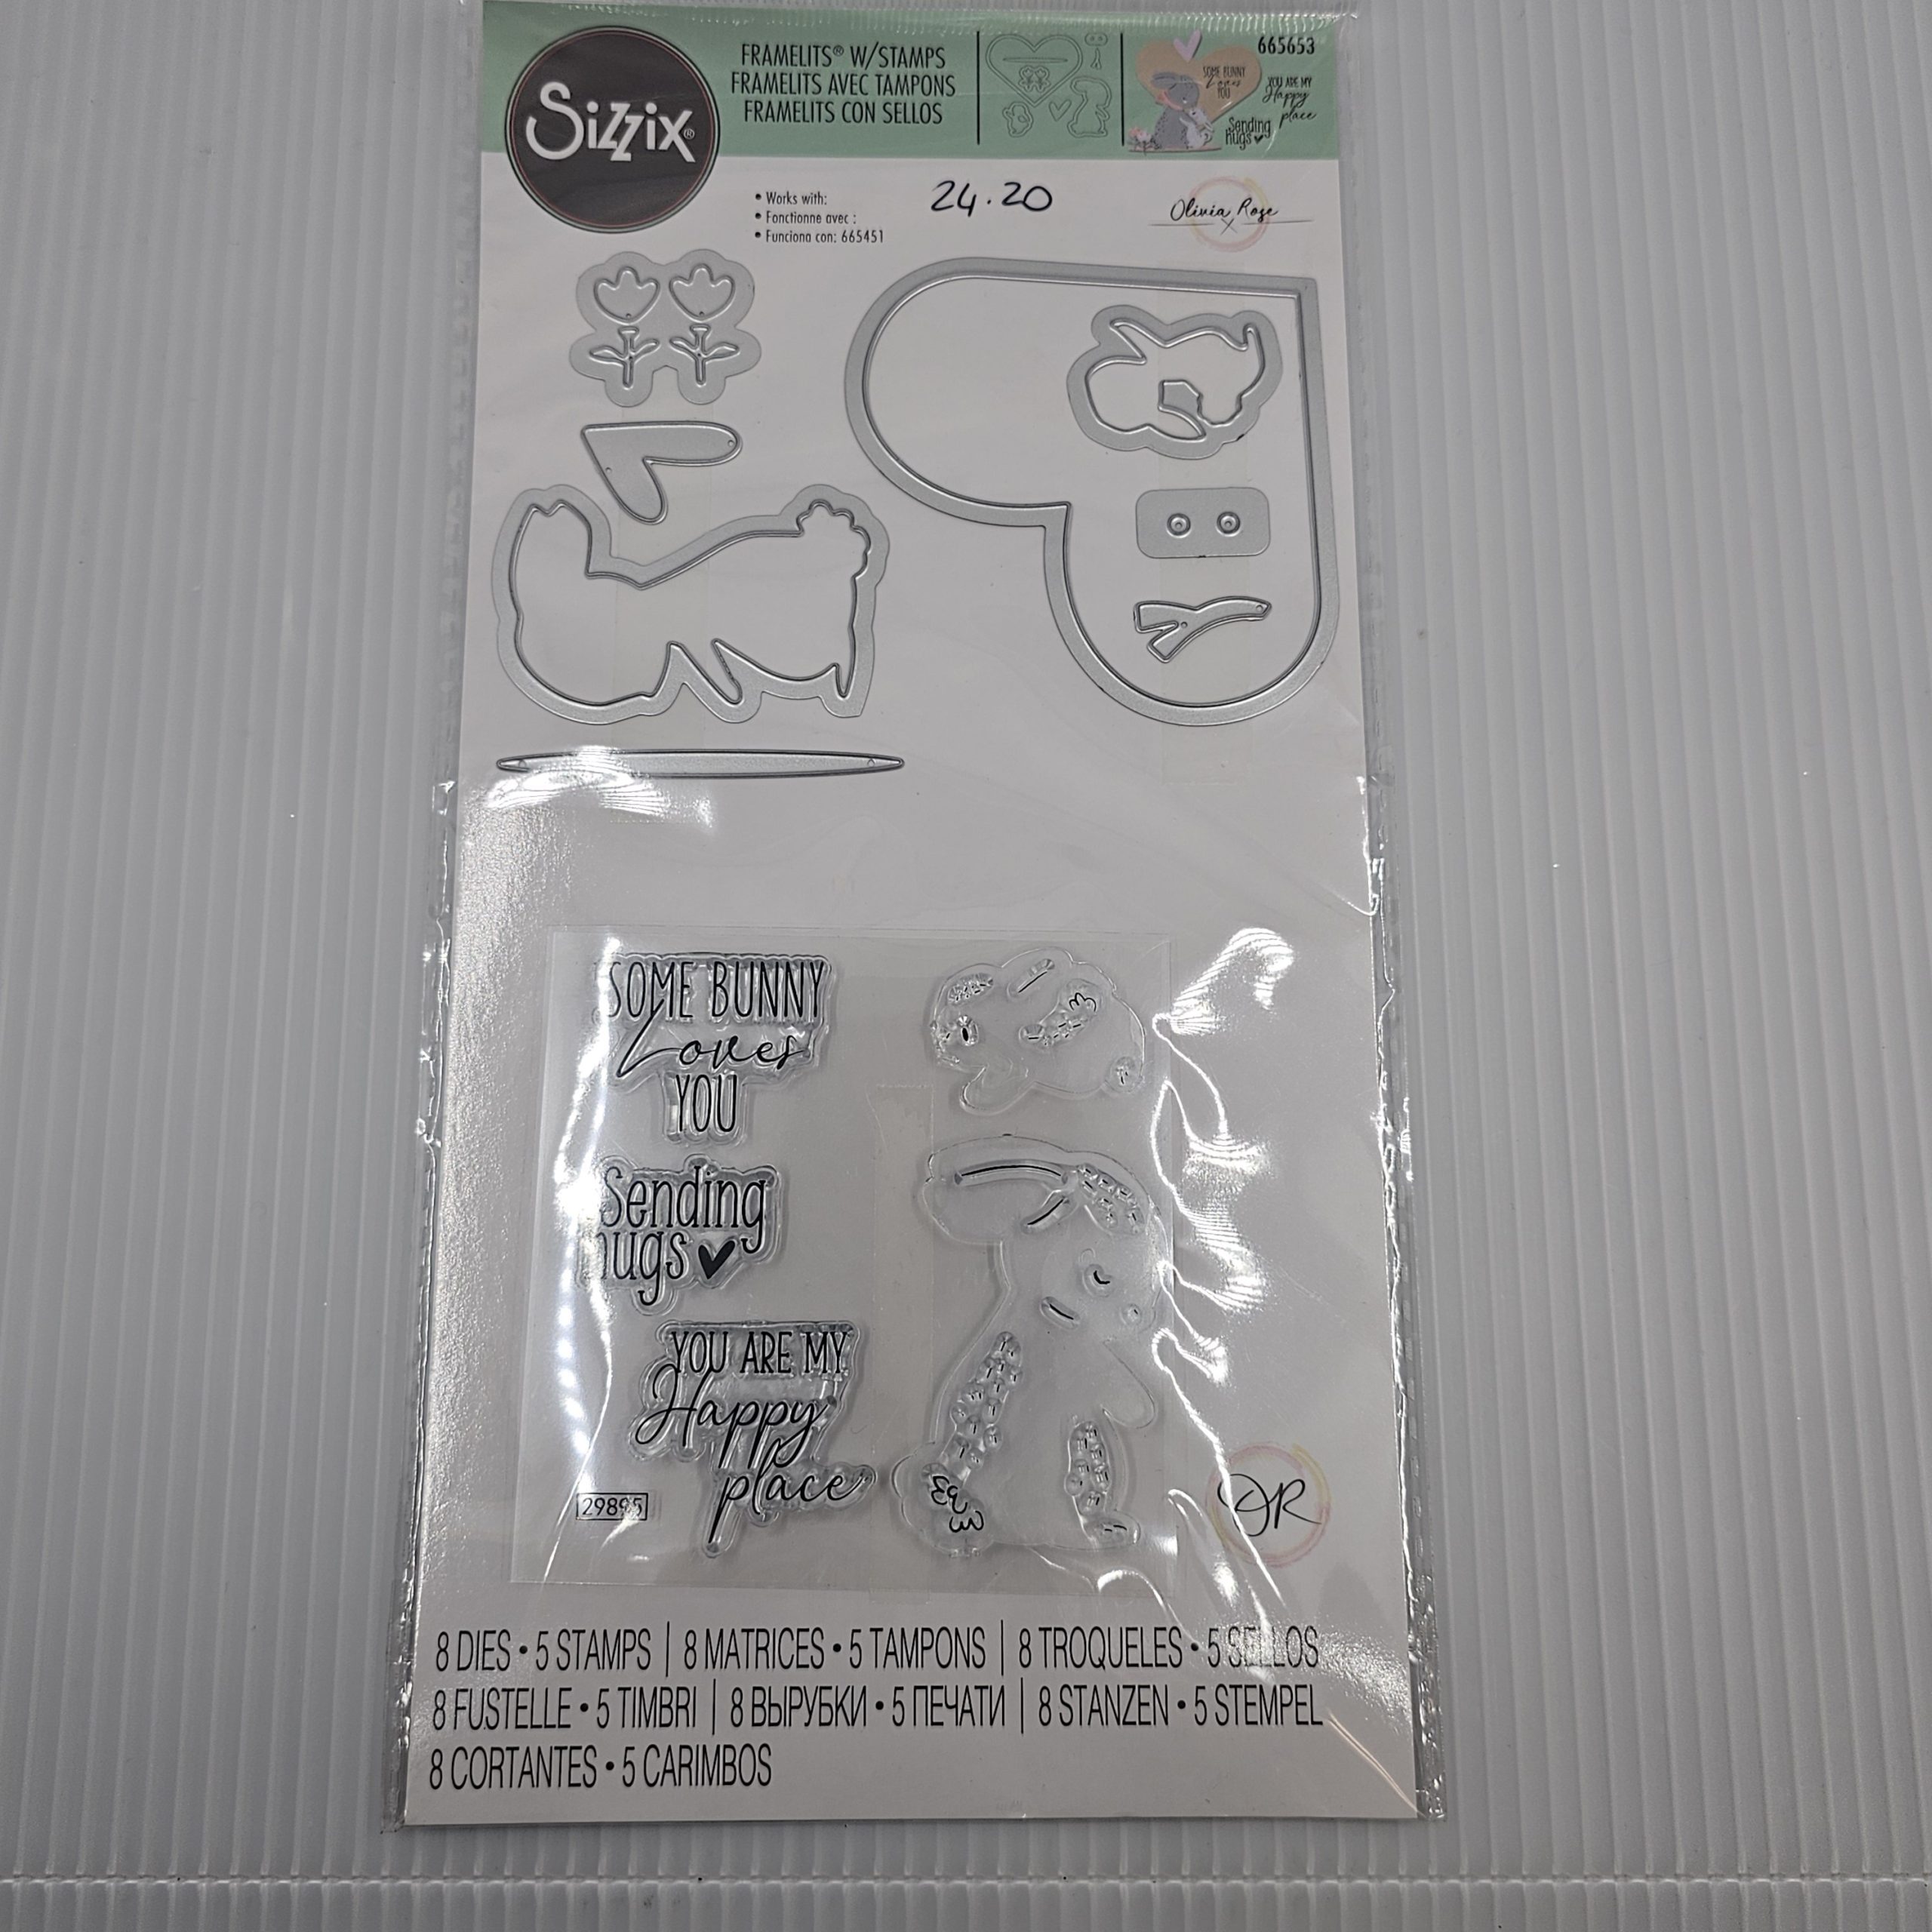 Sizzix®
FRAMELITS® W/STAMPS
FRAMELITS AVEC TAMPONS
FRAMELITS CON SELLOS
SOME BUNNY
Loves
YOU
YOU ARE MY
Happy
place
Sending
hugs
665653
• Works with:
• Fonctionne avec :
• Funciona con: 665451
24.20
Olivia Rose
SOME BUNNY
Loves
YOU
Sending
hugs
YOU ARE MY
Happy
place
29895
OR
8 DIES • 5 STAMPS | 8 MATRICES • 5 TAMPONS | 8 TROQUELES • 5 SELLOS
8 FUSTELLE • 5 TIMBRI | 8 ВЫРУБКИ • 5 ПЕЧАТИ | 8 STANZEN • 5 STEMPEL
8 CORTANTES • 5 CARIMBOS